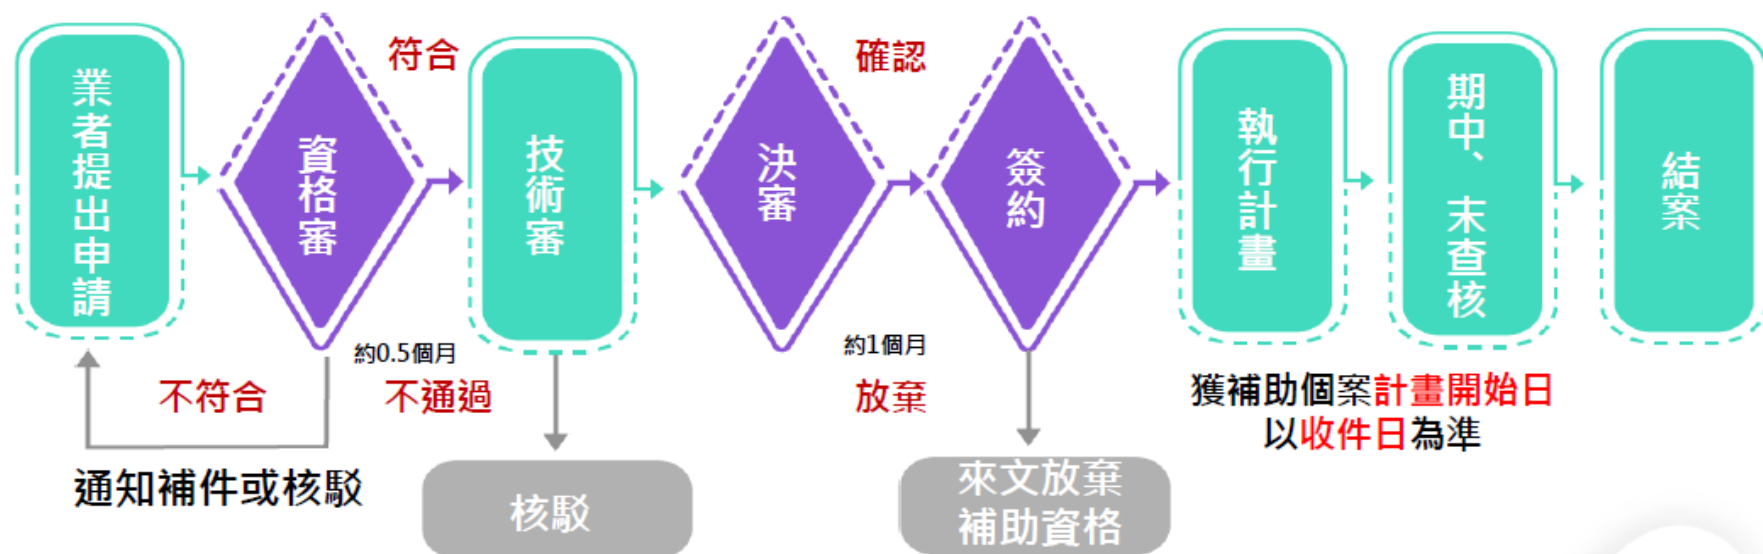 業者提出申請
資格審
符合
技術審
決審
確認
簽約
執行計畫
期中、末查核
結案
約0.5個月
約1個月
不符合
不通過
放棄
獲補助個案計畫開始日
以收件日為準
通知補件或核駁
核駁
來文放棄
補助資格